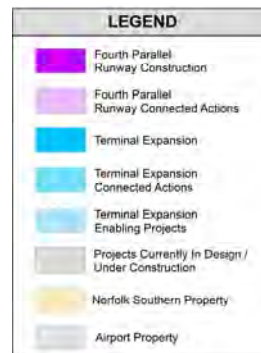 LEGEND
Fourth Parallel
Runway Construction
Fourth Parallel
Runway Connected Actions
Terminal Expansion
Terminal Expansion
Connected Actions
Terminal Expansion
Enabling Projects
Projects Currently In Design /
Under Construction
Norfolk Southern Property
Airport Property